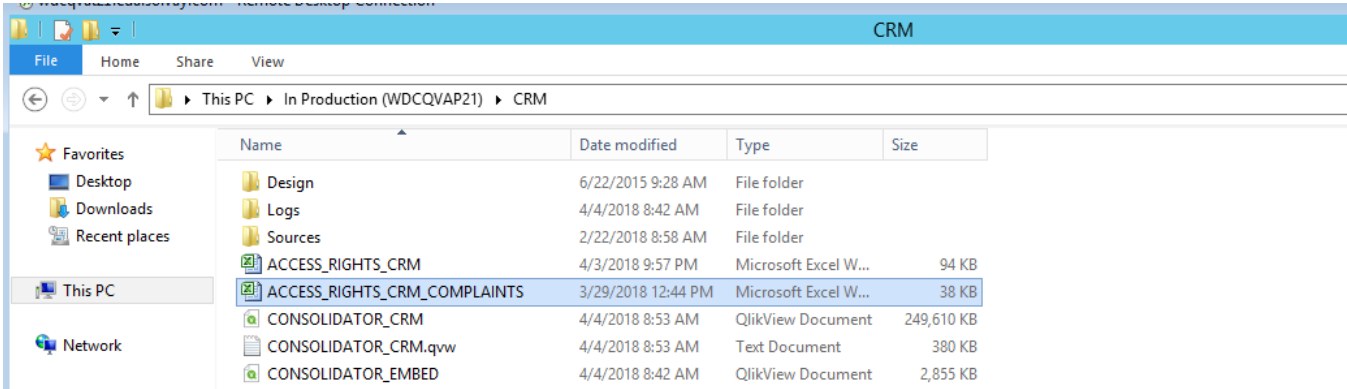 Remote Desktop Connection
CRM
File Home Share View
This PC In Production (WDCQVAP21) CRM
Name Date modified Type Size
Favorites
Desktop
Downloads
Recent places
This PC
Network
Design 6/22/2015 9:28 AM File folder
Logs 4/4/2018 8:42 AM File folder
Sources 2/22/2018 8:58 AM File folder
ACCESS_RIGHTS_CRM 4/3/2018 9:57 PM Microsoft Excel W... 94 KB
ACCESS_RIGHTS_CRM_COMPLAINTS 3/29/2018 12:44 PM Microsoft Excel W... 38 KB
CONSOLIDATOR_CRM 4/4/2018 8:53 AM QlikView Document 249,610 KB
CONSOLIDATOR_CRM.qvw 4/4/2018 8:53 AM Text Document 380 KB
CONSOLIDATOR_EMBED 4/4/2018 8:42 AM QlikView Document 2,855 KB